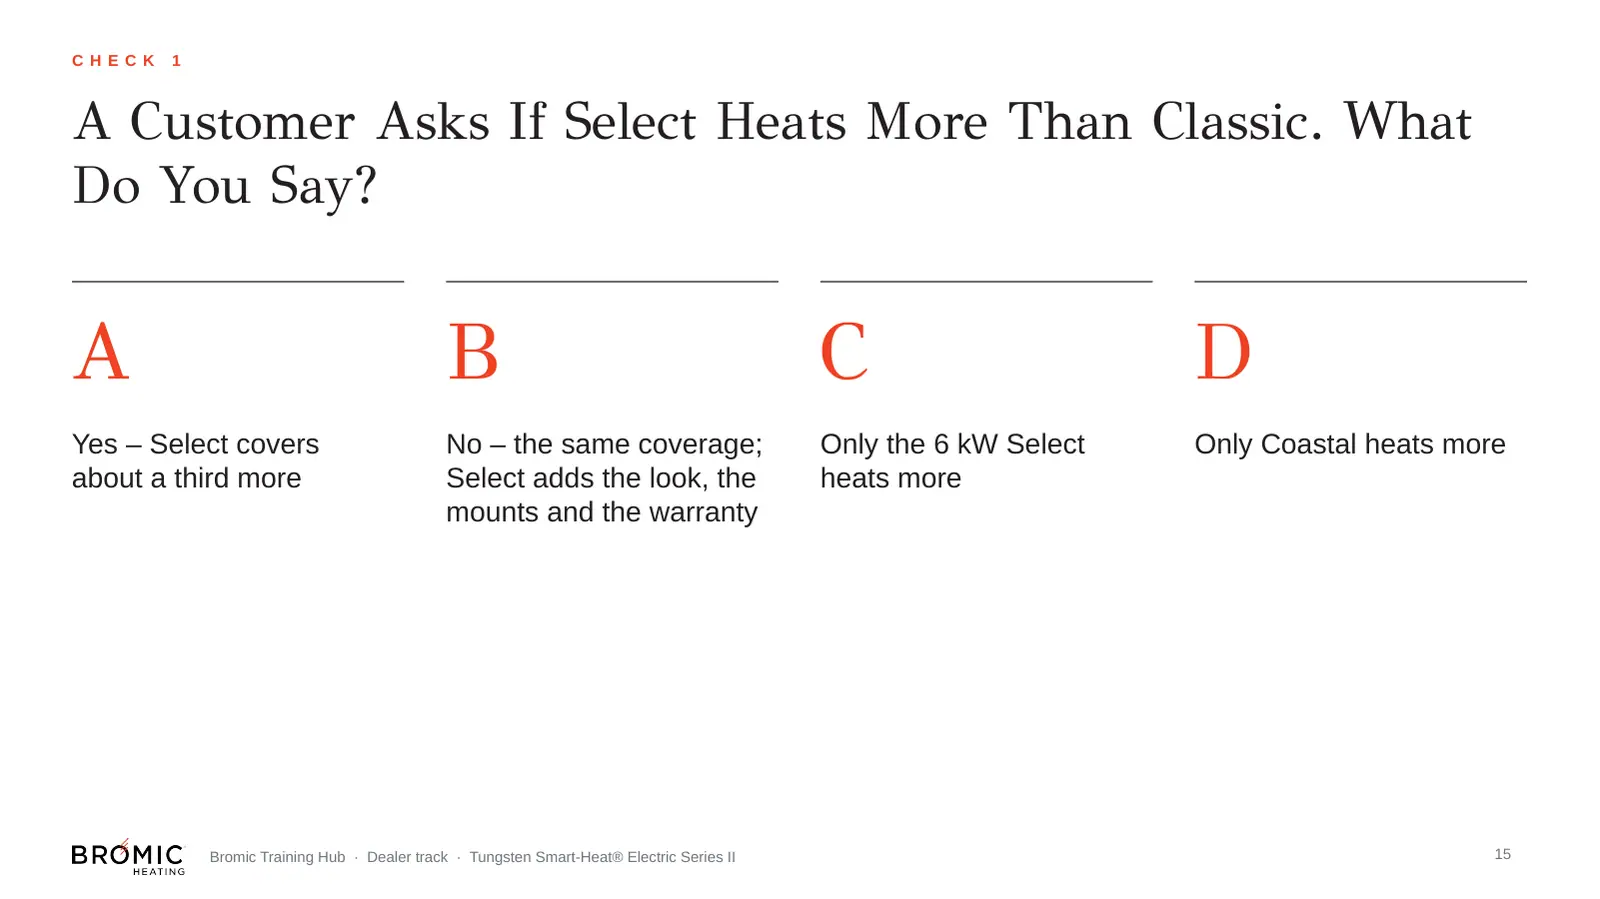 CHECK 1
A Customer Asks If Select Heats More Than Classic. What
Do You Say?
A
Yes – Select covers
about a third more
B
No – the same coverage;
Select adds the look, the
mounts and the warranty
C
Only the 6 kW Select
heats more
D
Only Coastal heats more
BROMIC
HEATING
Bromic Training Hub · Dealer track · Tungsten Smart-Heat® Electric Series II
15